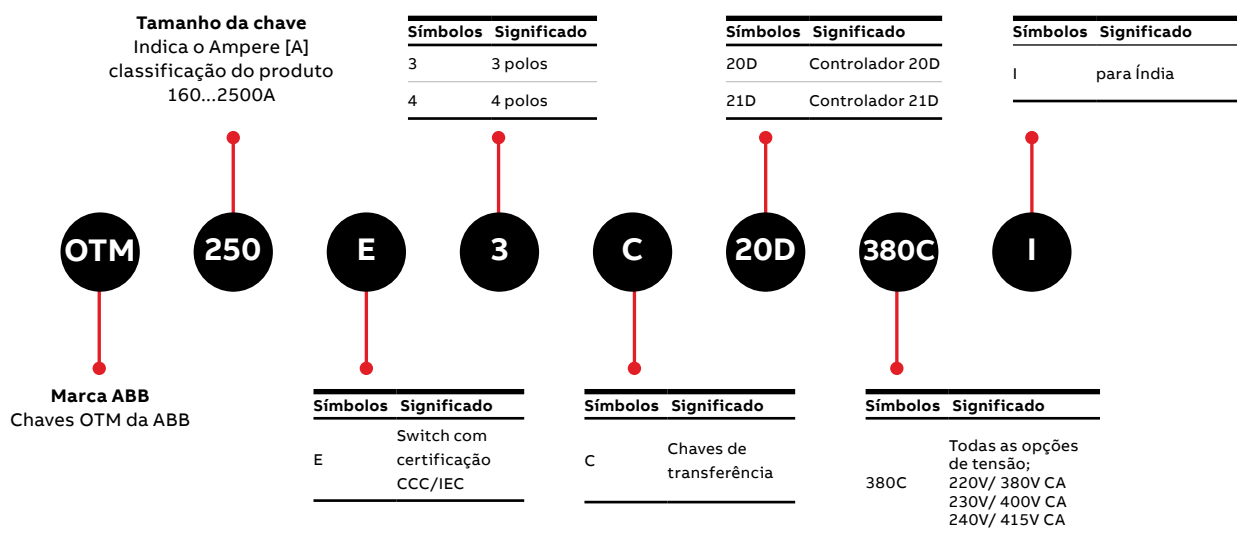 Tamanho da chave
Indica o Ampere [A]
classificação do produto
160...2500A
Símbolos Significado
3 3 polos
4 4 polos
Símbolos Significado
20D Controlador 20D
21D Controlador 21D
Símbolos Significado
I para Índia
OTM 250 E 3 C 20D 380C I
Marca ABB
Chaves OTM da ABB
Símbolos Significado
E Switch com
certificação
CCC/IEC
Símbolos Significado
C Chaves de
transferência
Símbolos Significado
380C Todas as opções
de tensão;
220V/ 380V CA
230V/ 400V CA
240V/ 415V CA